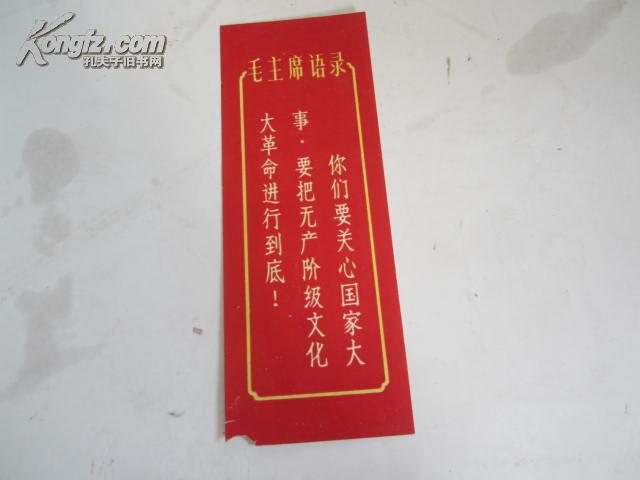 Kongfz.com
孔夫子旧书网
毛主席语录
你们要关心国家大
事·要把无产阶级文化
大革命进行到底！